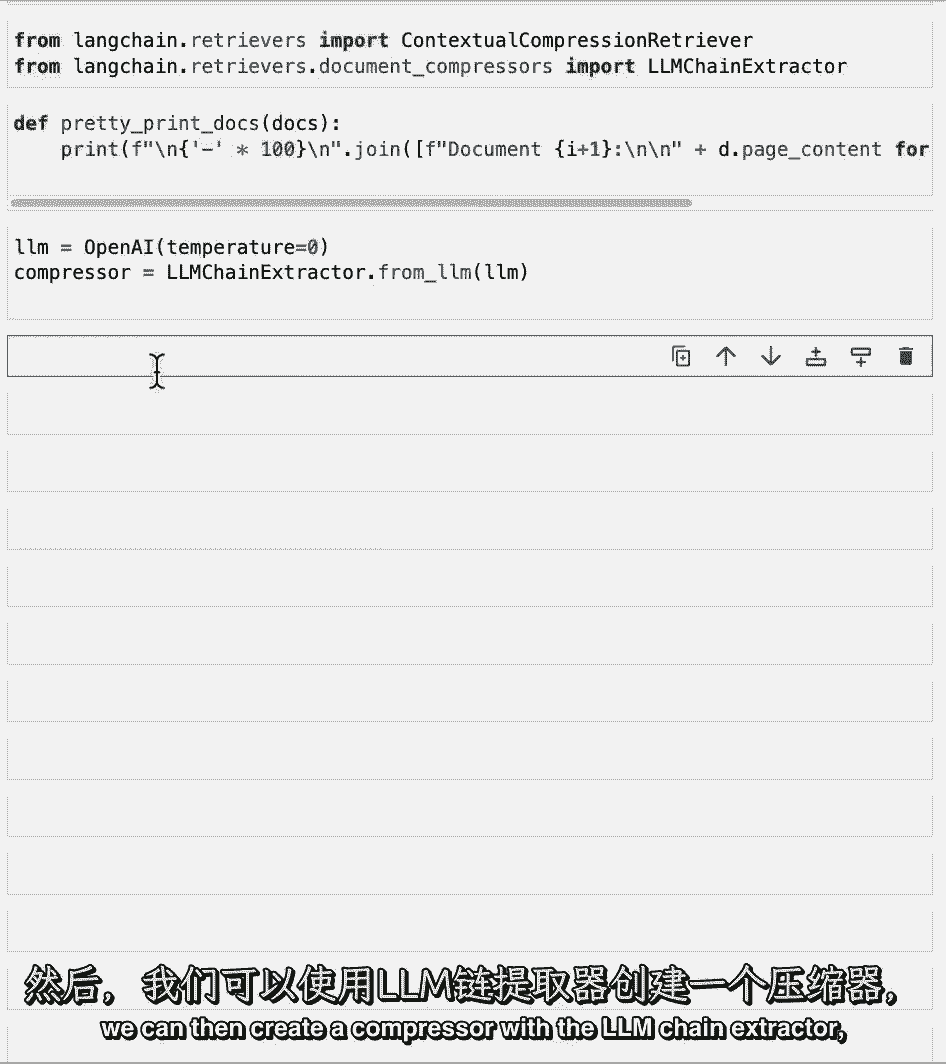 from langchain.retrievers import ContextualCompressionRetriever
from langchain.retrievers.document_compressors import LLMChainExtractor
def pretty_print_docs(docs):
    print(f"\n{'-' * 100}\n".join([f"Document {i+1}:\n\n" + d.page_content for
llm = OpenAI(temperature=0)
compressor = LLMChainExtractor.from_llm(llm)
然后，我们可以使用LLM链提取器创建一个压缩器，
we can then create a compressor with the LLM chain extractor,